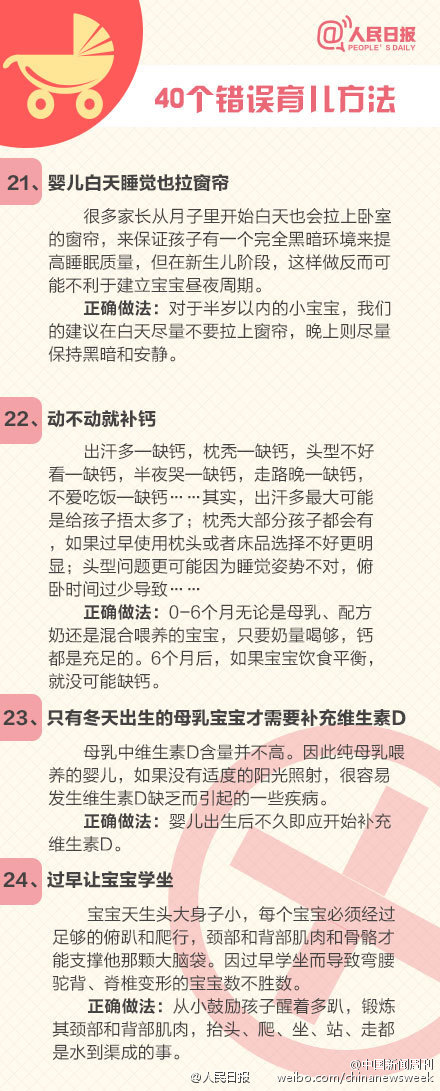 @人民日报
PEOPLE'S DAILY
40个错误育儿方法
21、婴儿白天睡觉也拉窗帘
很多家长从月子里开始白天也会拉上卧室
的窗帘，来保证孩子有一个完全黑暗环境来提
高睡眠质量，但在新生儿阶段，这样做反而可
能不利于建立宝宝昼夜周期。
正确做法：对于半岁以内的小宝宝，我们
的建议在白天尽量不要拉上窗帘，晚上则尽量
保持黑暗和安静。
22、动不动就补钙
出汗多—缺钙，枕秃—缺钙，头型不好
看—缺钙，半夜哭—缺钙，走路晚—缺钙，
不爱吃饭—缺钙……其实，出汗多最大可能
是给孩子捂太多了；枕秃大部分孩子都会有
，如果过早使用枕头或者床品选择不好更明
显；头型问题更可能因为睡觉姿势不对，俯
卧时间过少导致……
正确做法：0-6个月无论是母乳、配方
奶还是混合喂养的宝宝，只要奶量喝够，钙
都是充足的。6个月后，如果宝宝饮食平衡，
就没可能缺钙。
23、只有冬天出生的母乳宝宝才需要补充维生素D
母乳中维生素D含量并不高。因此纯母乳喂
养的婴儿，如果没有适度的阳光照射，很容易
发生维生素D缺乏而引起的一些疾病。
正确做法：婴儿出生后不久即应开始补充
维生素D。
24、过早让宝宝学坐
宝宝天生头大身子小，每个宝宝必须经过
足够的俯趴和爬行，颈部和背部肌肉和骨骼才
能支撑他那颗大脑袋。因过早学坐而导致弯腰
驼背、脊椎变形的宝宝数不胜数。
正确做法：从小鼓励孩子醒着多趴，锻炼
其颈部和背部肌肉，抬头、爬、坐、站、走都
是水到渠成的事。
@中国新闻周刊
@人民日报 weibo.com/chinanewsweek